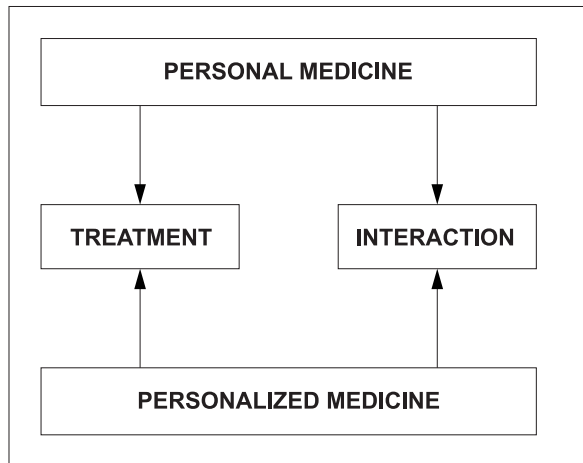 PERSONAL MEDICINE
TREATMENT
INTERACTION
PERSONALIZED MEDICINE